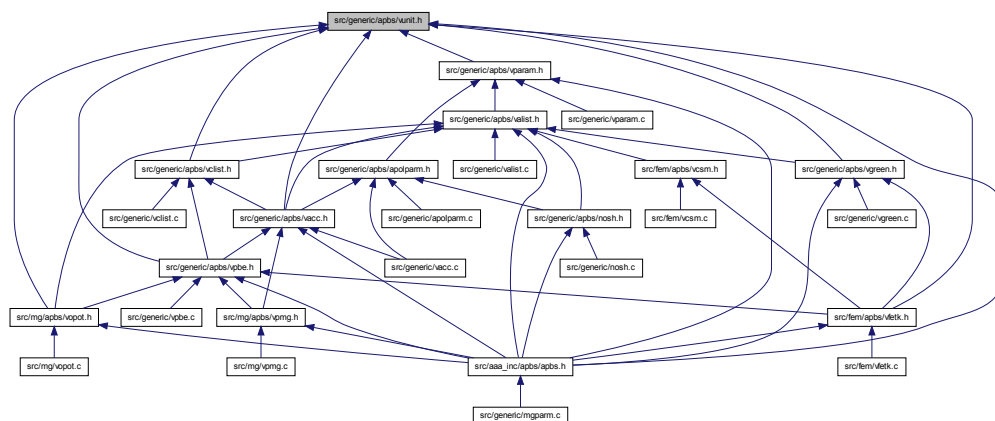 src/generic/apbs/vunit.h
src/generic/apbs/vparam.h
src/generic/apbs/valist.h
src/generic/vparam.c
src/generic/apbs/vclist.h
src/generic/apbs/apolparm.h
src/generic/valist.c
src/fem/apbs/vcsm.h
src/generic/apbs/vgreen.h
src/generic/vclist.c
src/generic/apbs/vacc.h
src/generic/apolparm.c
src/generic/apbs/nosh.h
src/fem/vcsm.c
src/generic/vgreen.c
src/generic/apbs/vpbe.h
src/generic/vacc.c
src/generic/nosh.c
src/mg/apbs/vopot.h
src/generic/vpbe.c
src/mg/apbs/vpmg.h
src/fem/apbs/vfetk.h
src/mg/vopot.c
src/mg/vpmg.c
src/aaa_inc/apbs/apbs.h
src/fem/vfetk.c
src/generic/mgparm.c